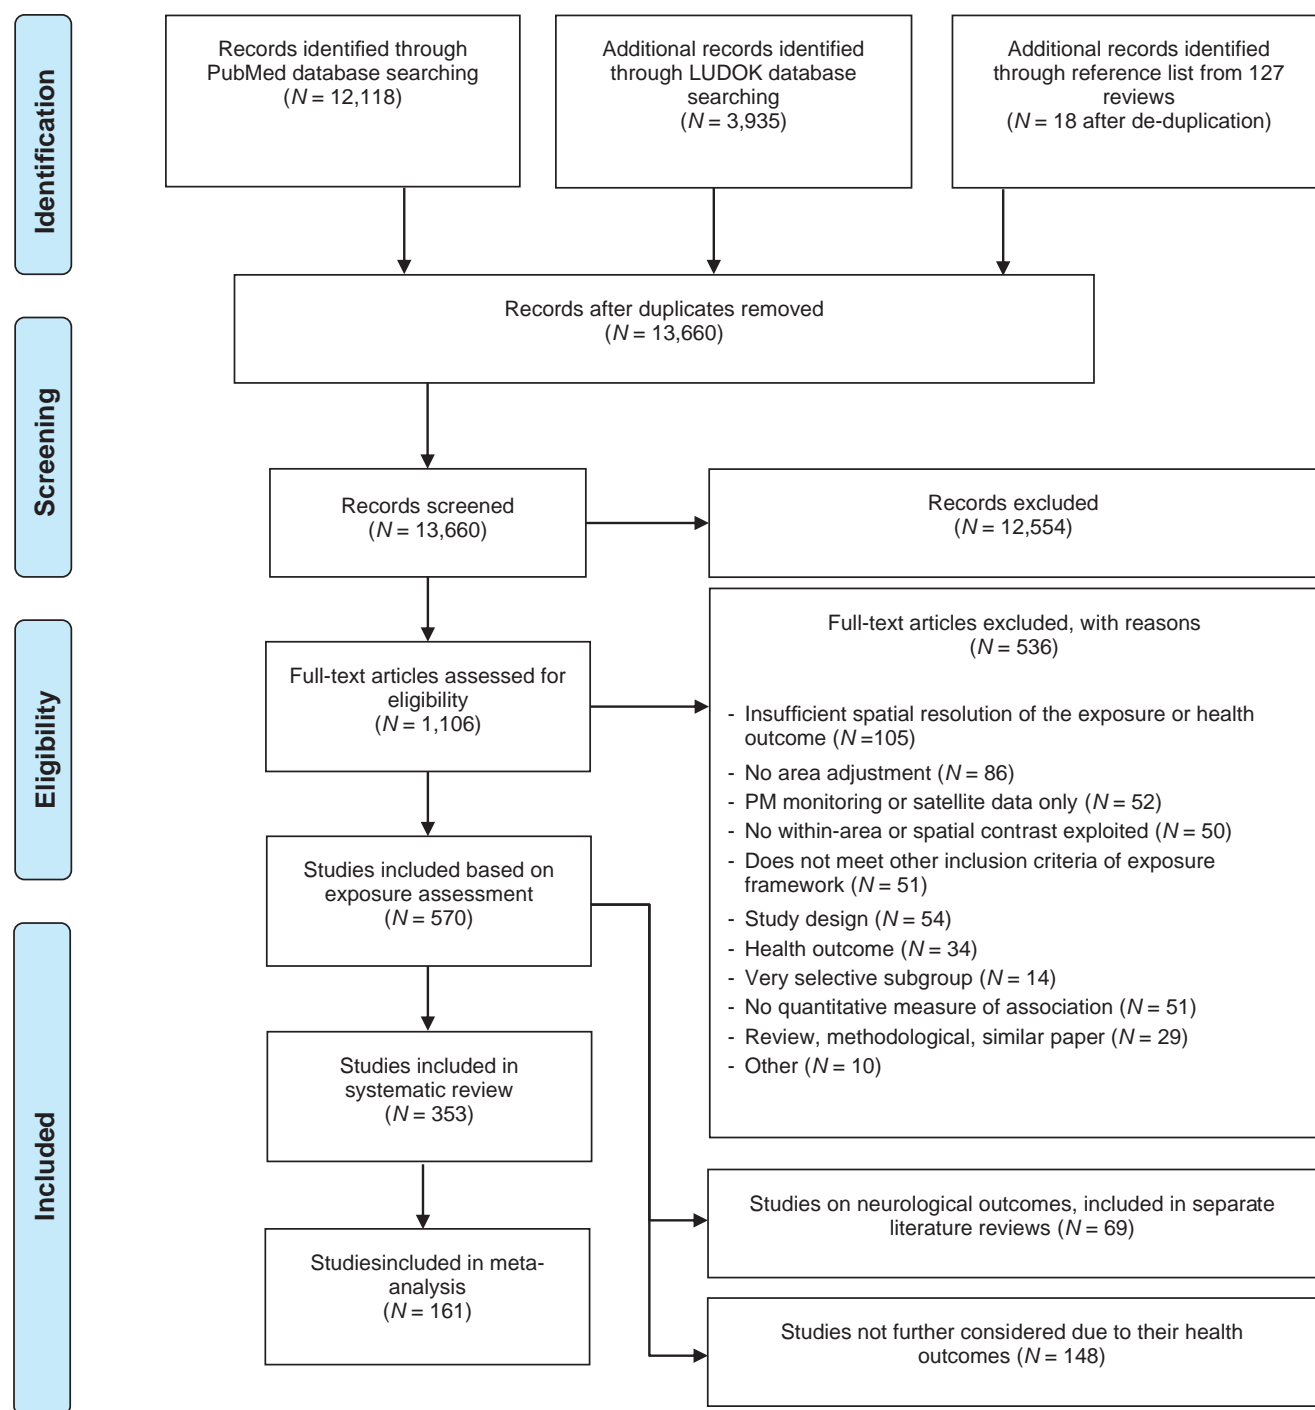 Identification
Records identified through
PubMed database searching
(N = 12,118)
Additional records identified
through LUDOK database
searching
(N = 3,935)
Additional records identified
through reference list from 127
reviews
(N = 18 after de-duplication)
Records after duplicates removed
(N = 13,660)
Screening
Records screened
(N = 13,660)
Records excluded
(N = 12,554)
Eligibility
Full-text articles assessed for
eligibility
(N = 1,106)
Full-text articles excluded, with reasons
(N = 536)
- Insufficient spatial resolution of the exposure or health
outcome (N =105)
- No area adjustment (N = 86)
- PM monitoring or satellite data only (N = 52)
- No within-area or spatial contrast exploited (N = 50)
- Does not meet other inclusion criteria of exposure
framework (N = 51)
- Study design (N = 54)
- Health outcome (N = 34)
- Very selective subgroup (N = 14)
- No quantitative measure of association (N = 51)
- Review, methodological, similar paper (N = 29)
- Other (N = 10)
Studies included based on
exposure assessment
(N = 570)
Included
Studies included in
systematic review
(N = 353)
Studies on neurological outcomes, included in separate
literature reviews (N = 69)
Studiesincluded in meta-
analysis
(N = 161)
Studies not further considered due to their health
outcomes (N = 148)